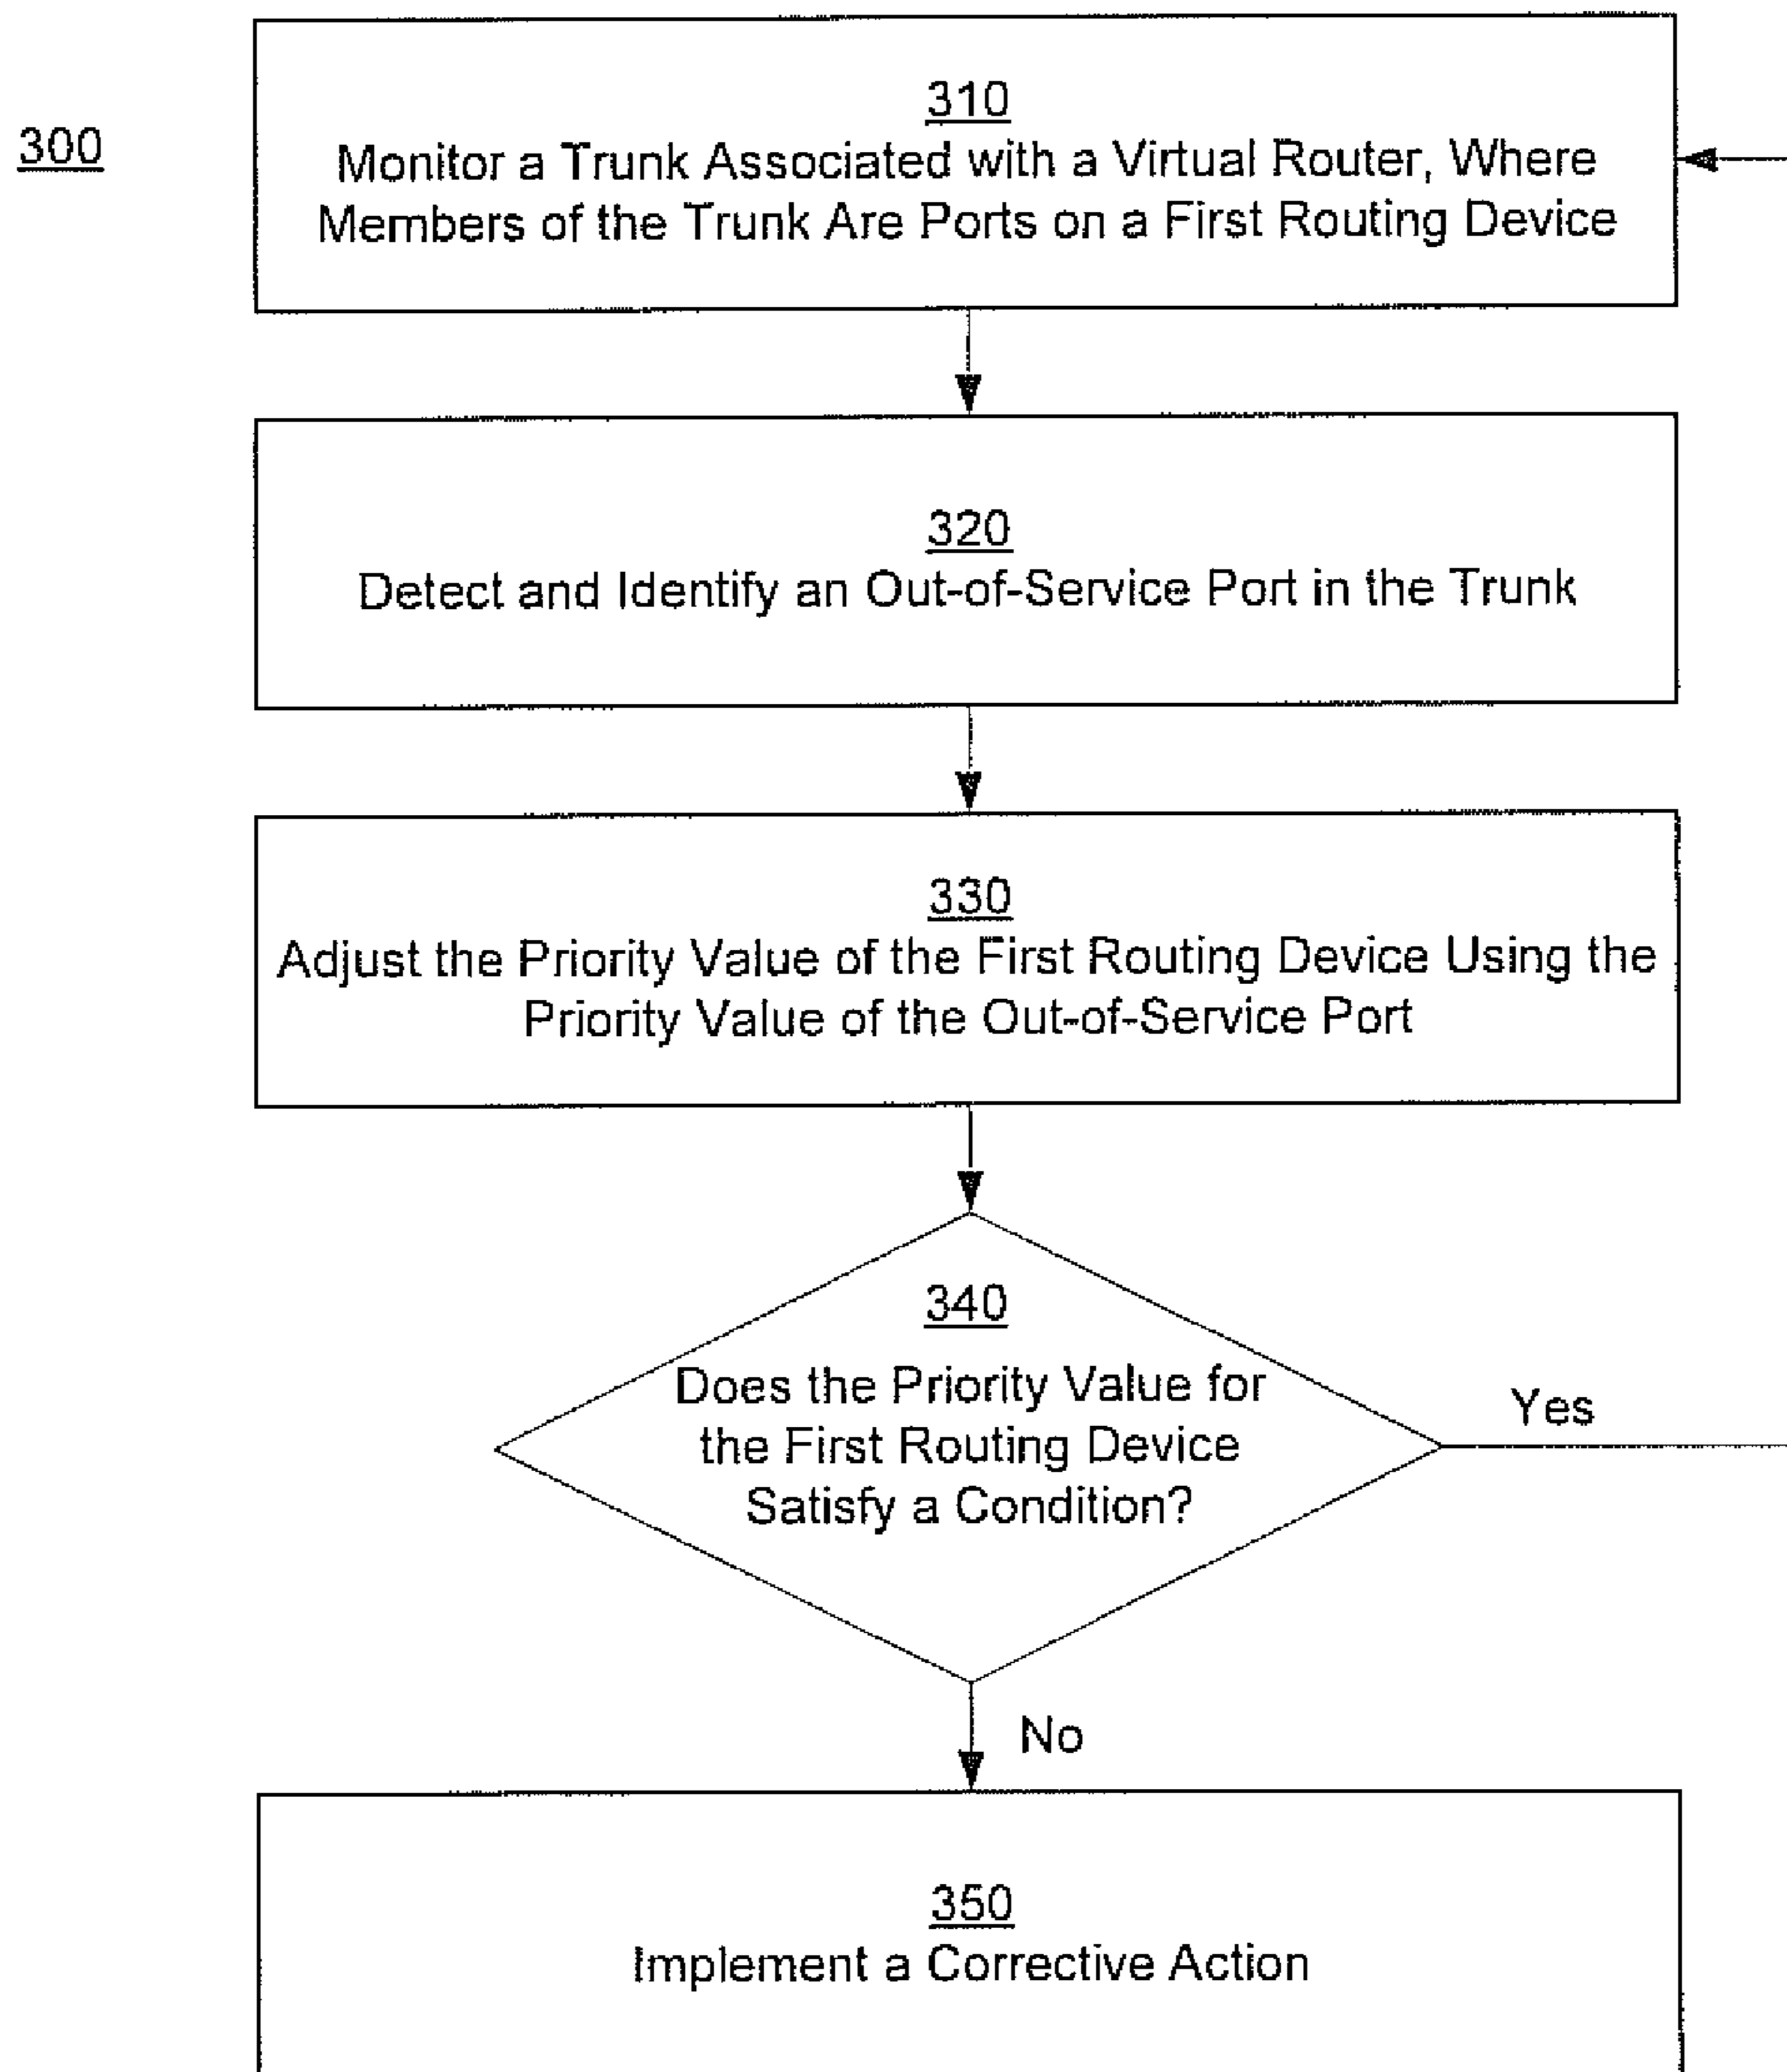 310
300
Monitor a Trunk Associated with a Virtual Router, Where
Members of the Trunk Are Ports on a First Routing Device
320
Detect and Identify an Out-of-Service Port in the Trunk
330
Adjust the Priority Value of the First Routing Device Using the
Priority Value of the Out-of-Service Port
340
Does the Priority Value for
the First Routing Device
Satisfy a Condition?
Yes
No
350
Implement a Corrective Action